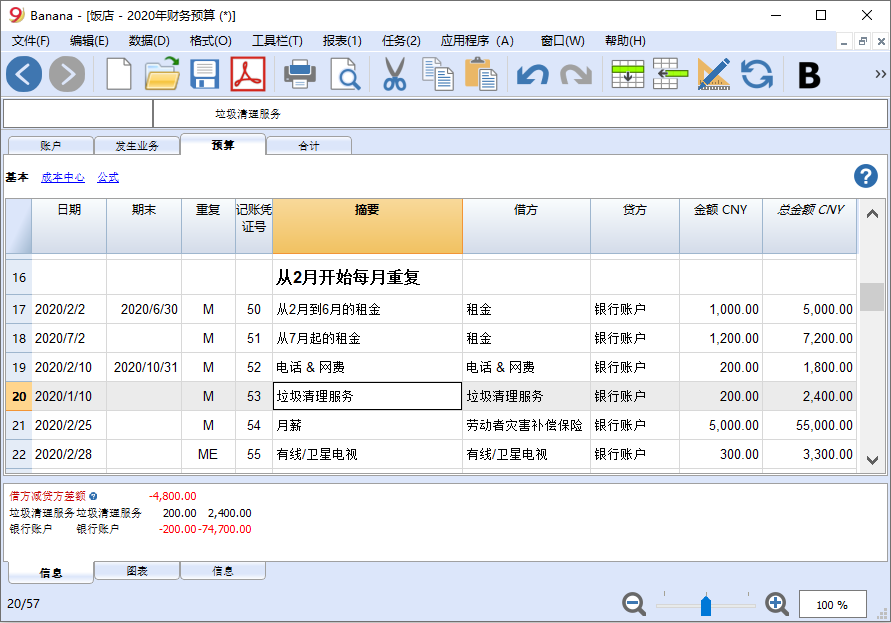 Banana - [饭店 - 2020年财务预算 (*)]
文件(F) 编辑(E) 数据(D) 格式(O) 工具栏(T) 报表(1) 任务(2) 应用程序 (A) 窗口(W) 帮助(H)
B
垃圾清理服务
账户 发生业务 预算 合计
基本 成本中心 公式
日期 期末 重复 记账凭证号 摘要 借方 贷方 金额 CNY 总金额 CNY
16 从2月开始每月重复
17 2020/2/2 2020/6/30 M 50 从2月到6月的租金 租金 银行账户 1,000.00 5,000.00
18 2020/7/2 M 51 从7月起的租金 租金 银行账户 1,200.00 7,200.00
19 2020/2/10 2020/10/31 M 52 电话 & 网费 电话 & 网费 银行账户 200.00 1,800.00
20 2020/1/10 M 53 垃圾清理服务 垃圾清理服务 银行账户 200.00 2,400.00
21 2020/2/25 M 54 月薪 劳动者灾害补偿保险 银行账户 5,000.00 55,000.00
22 2020/2/28 ME 55 有线/卫星电视 有线/卫星电视 银行账户 300.00 3,300.00
借方减贷方差额 -4,800.00
垃圾清理服务 垃圾清理服务 200.00 2,400.00
银行账户 银行账户 -200.00 -74,700.00
信息 图表 信息
20/57 100 %